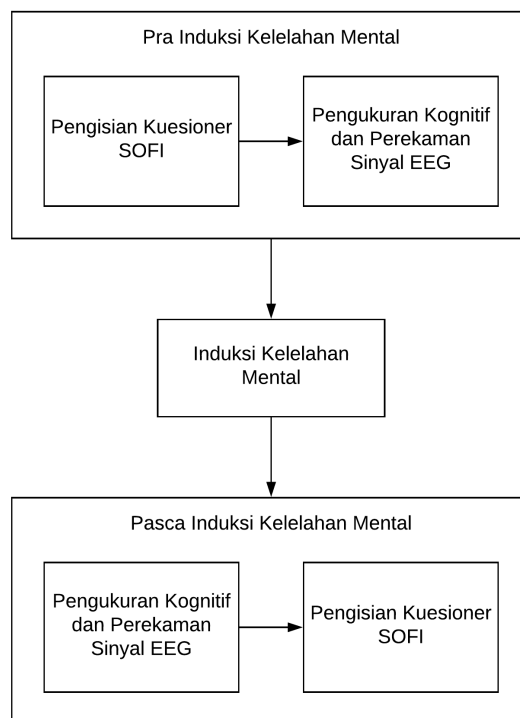 Pra Induksi Kelelahan Mental
Pengisian Kuesioner
SOFI
Pengukuran Kognitif
dan Perekaman
Sinyal EEG
Induksi Kelelahan
Mental
Pasca Induksi Kelelahan Mental
Pengukuran Kognitif
dan Perekaman
Sinyal EEG
Pengisian Kuesioner
SOFI